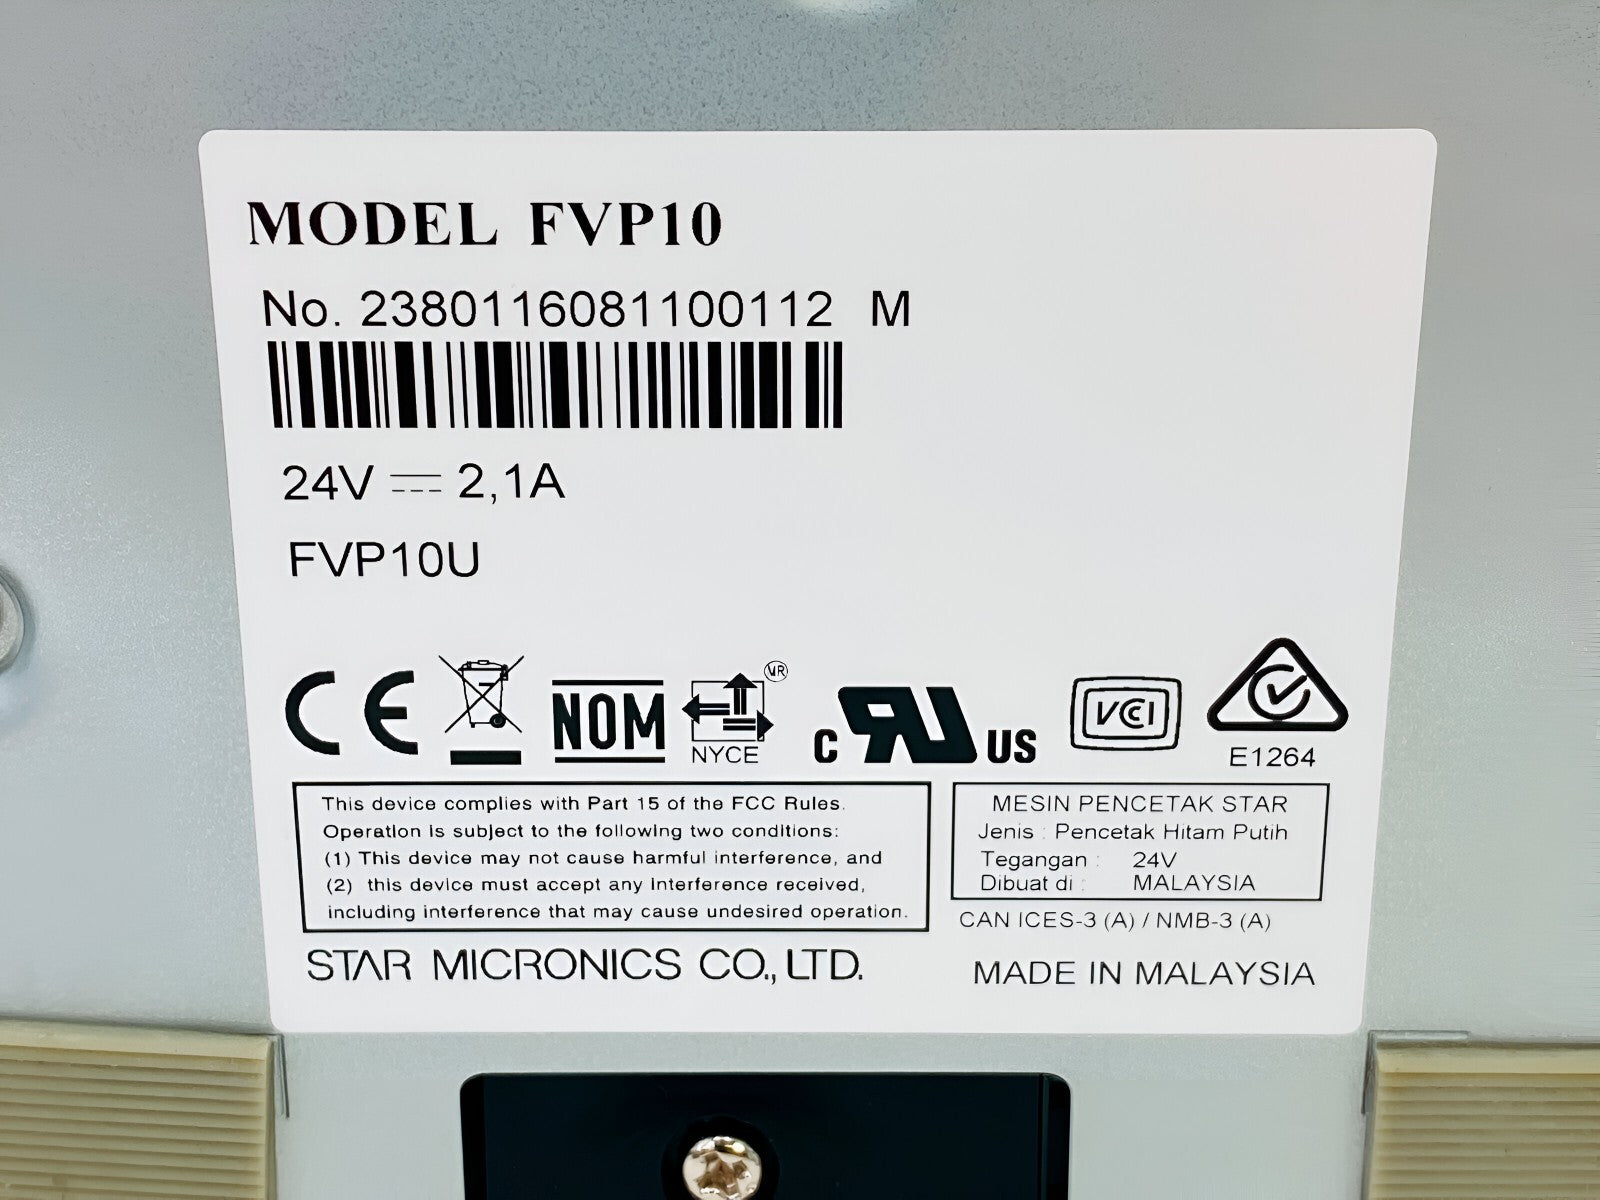 MODEL FVP10
No. 2380116081100112 M
24V ⎓ 2,1A
FVP10U
CE
NOM
NYCE
VR
c RU US
VCCI
E1264
This device complies with Part 15 of the FCC Rules.
Operation is subject to the following two conditions:
(1) This device may not cause harmful interference, and
(2) this device must accept any interference received,
including interference that may cause undesired operation.
MESIN PENCETAK STAR
Jenis : Pencetak Hitam Putih
Tegangan : 24V
Dibuat di : MALAYSIA
CAN ICES-3 (A) / NMB-3 (A)
STAR MICRONICS CO., LTD.
MADE IN MALAYSIA